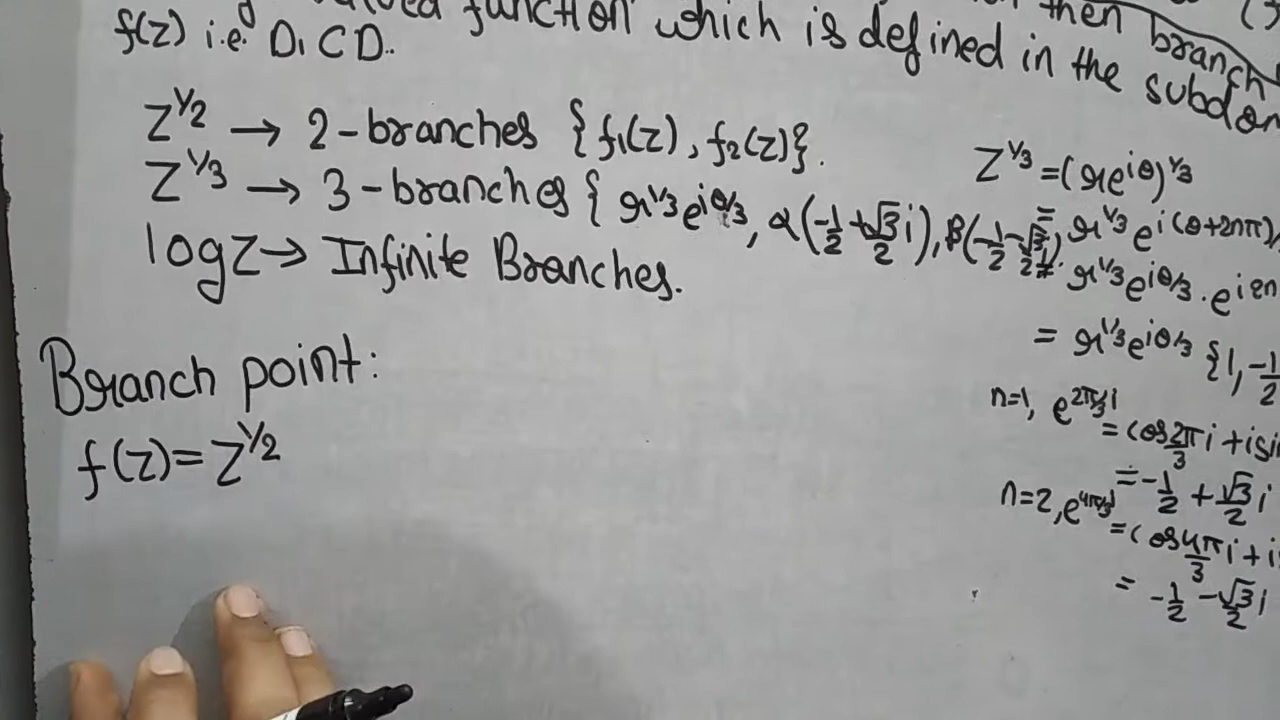 function which is defined in the subdom
then branch
f(z) i.e. D₁CD.
Z^1/2 → 2-branches {f₁(z), f₂(z)}.
Z^1/3 → 3-branches { r^1/3 e^iθ/3, α(-1/2+√3/2 i), β(-1/2-√3/2 i)}.
log z → Infinite Branches.
Branch point:
f(z) = Z^1/2
Z^1/3 = (re^iθ)^1/3
= r^1/3 e^i(θ+2nπ)/
= r^1/3 e^iθ/3 . e^i2n
= r^1/3 e^iθ/3 {1, -1/2
n=1, e^2π/3 i
= cos 2π/3 i + isin
= -1/2 + √3/2 i
n=2, e^4π/3 i
= cos 4π/3 i + i
= -1/2 - √3/2 i